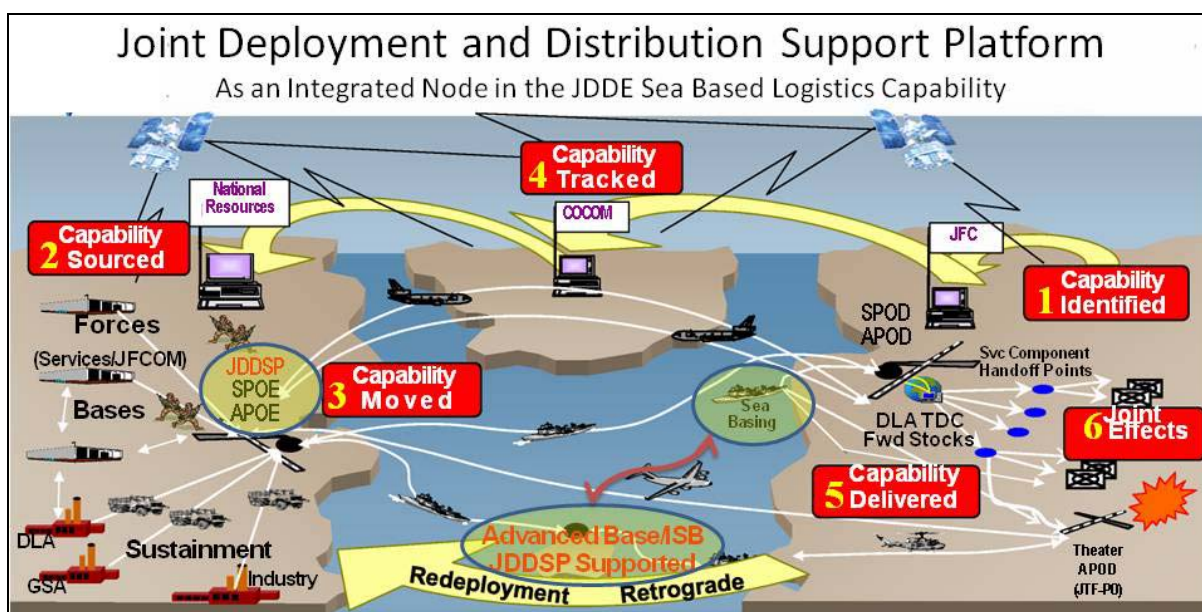 Joint Deployment and Distribution Support Platform
As an Integrated Node in the JDDE Sea Based Logistics Capability
4 Capability
Tracked
National
Resources
COCOM
JFC
2 Capability
Sourced
1 Capability
Identified
Forces
(Services/JFCOM)
Bases
JDDSP
SPOE
APOE
3 Capability
Moved
Sea
Basing
SPOD
APOD
Svc Component
Handoff Points
DLA TDC
Fwd Stocks
6 Joint
Effects
5 Capability
Delivered
DLA
GSA
Sustainment
Industry
Advanced Base/ISB
JDDSP Supported
Redeployment
Retrograde
Theater
APOD
(JTF-PO)